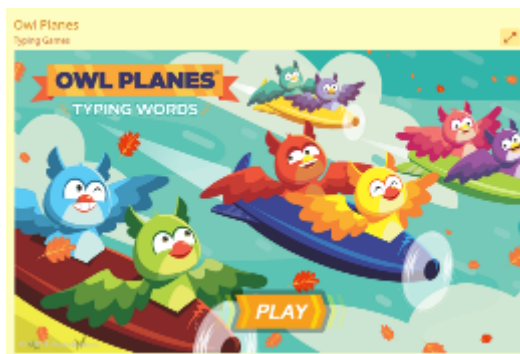 Owl Planes
Typing Games
OWL PLANES
TYPING WORDS
PLAY